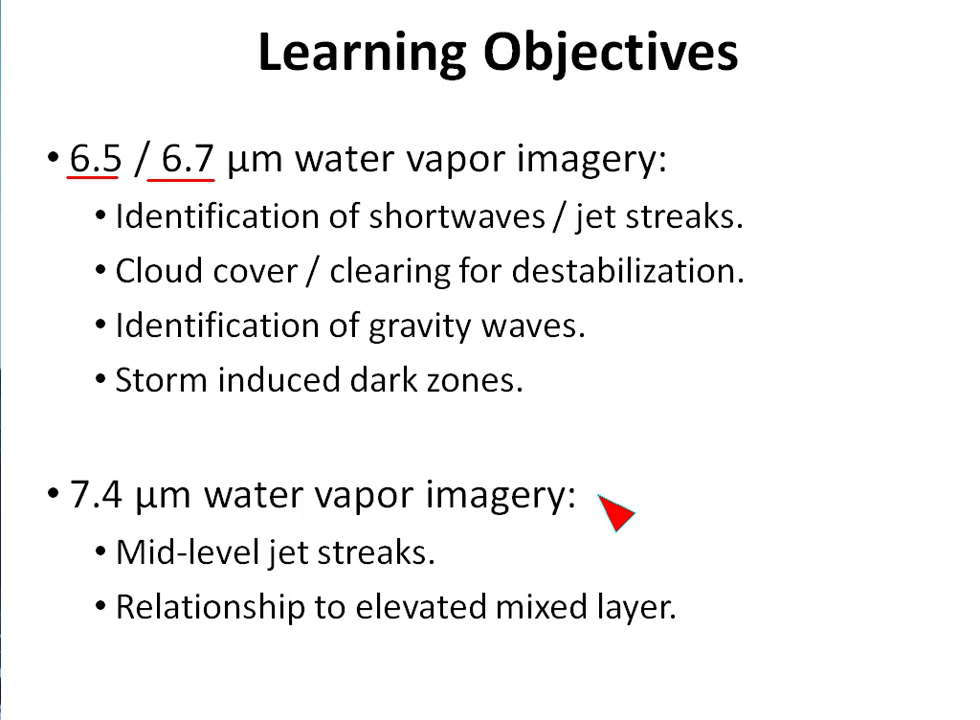 Learning Objectives
• 6.5 / 6.7 µm water vapor imagery:
• Identification of shortwaves / jet streaks.
• Cloud cover / clearing for destabilization.
• Identification of gravity waves.
• Storm induced dark zones.
• 7.4 µm water vapor imagery:
• Mid-level jet streaks.
• Relationship to elevated mixed layer.